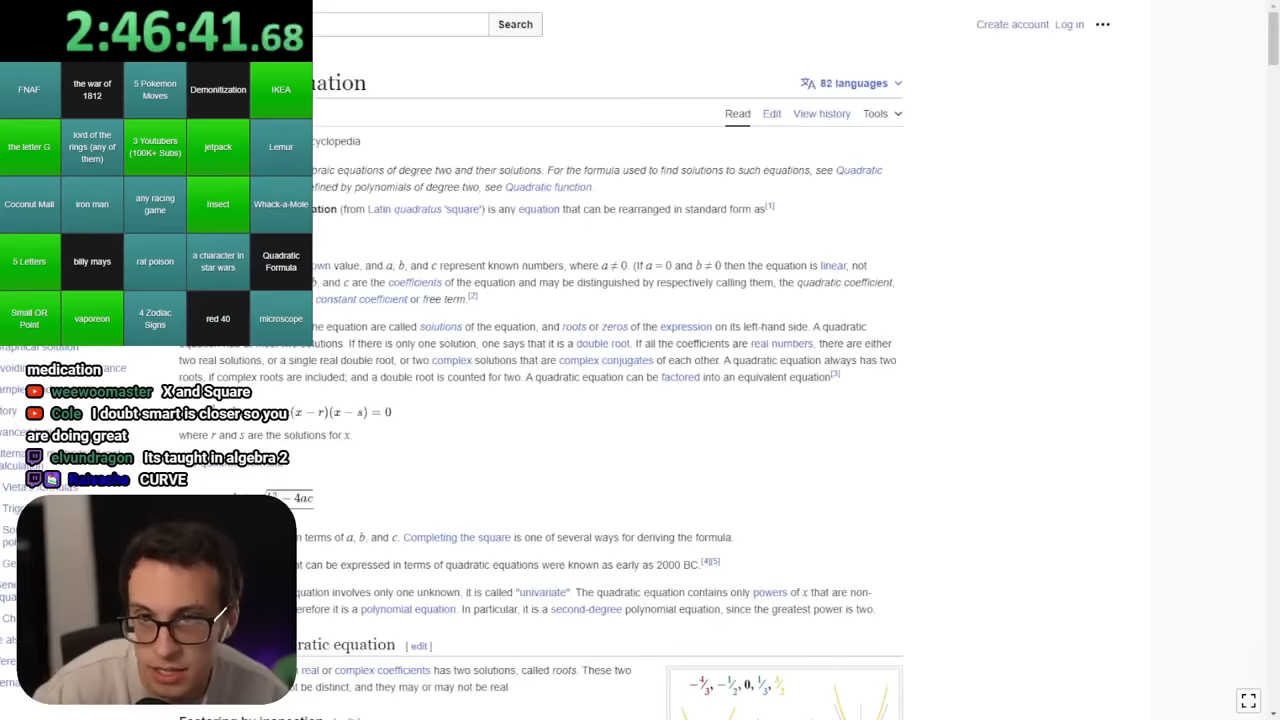 2:46:41.68
Search
Create account Log in •••
FNAF
the war of
1812
5 Pokemon
Moves
Demonitization
IKEA
the letter G
lord of the
rings (any of
them)
3 Youtubers
(100K+ Subs)
jetpack
Lemur
Coconut Mall
iron man
any racing
game
Insect
Whack-a-Mole
5 Letters
billy mays
rat poison
a character in
star wars
Quadratic
Formula
Small OR
Point
vaporeon
4 Zodiac
Signs
red 40
microscope
uation
82 languages
Read Edit View history Tools
cyclopedia
braic equations of degree two and their solutions. For the formula used to find solutions to such equations, see Quadratic
efined by polynomials of degree two, see Quadratic function.
ation (from Latin quadratus 'square') is any equation that can be rearranged in standard form as[1]
own value, and a, b, and c represent known numbers, where a ≠ 0. (If a = 0 and b ≠ 0 then the equation is linear, not
b, and c are the coefficients of the equation and may be distinguished by respectively calling them, the quadratic coefficient,
constant coefficient or free term.[2]
the equation are called solutions of the equation, and roots or zeros of the expression on its left-hand side. A quadratic
utions. If there is only one solution, one says that it is a double root. If all the coefficients are real numbers, there are either
two real solutions, or a single real double root, or two complex solutions that are complex conjugates of each other. A quadratic equation always has two
roots, if complex roots are included; and a double root is counted for two. A quadratic equation can be factored into an equivalent equation[3]
(x − r)(x − s) = 0
where r and s are the solutions for x.
− 4ac
n terms of a, b, and c. Completing the square is one of several ways for deriving the formula.
at can be expressed in terms of quadratic equations were known as early as 2000 BC.[4][5]
quation involves only one unknown, it is called "univariate". The quadratic equation contains only powers of x that are non-
erefore it is a polynomial equation. In particular, it is a second-degree polynomial equation, since the greatest power is two.
ratic equation [ edit ]
real or complex coefficients has two solutions, called roots. These two
ot be distinct, and they may or may not be real
−4/3, −1/2, 0, 1/3, 3/2
medication
weewoomaster X and Square
Cole I doubt smart is closer so you
are doing great
elvundragon Its taught in algebra 2
CURVE